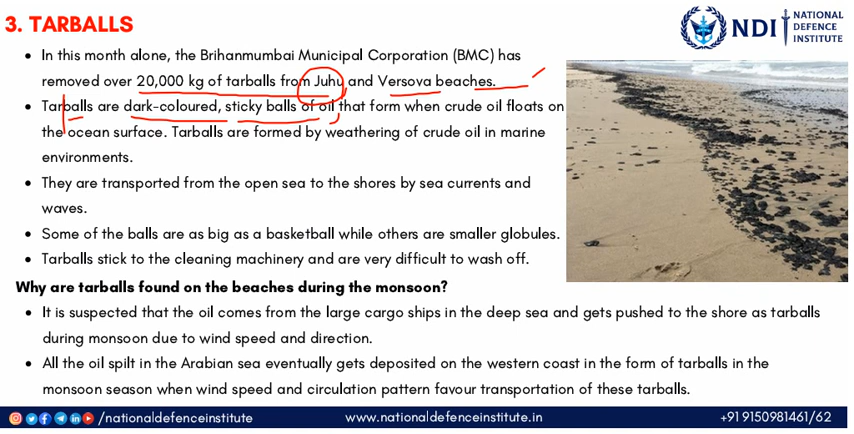 3. TARBALLS
NDI
NATIONAL
DEFENCE
INSTITUTE
• In this month alone, the Brihanmumbai Municipal Corporation (BMC) has
removed over 20,000 kg of tarballs from Juhu and Versova beaches.
• Tarballs are dark-coloured, sticky balls of oil that form when crude oil floats on
the ocean surface. Tarballs are formed by weathering of crude oil in marine
environments.
• They are transported from the open sea to the shores by sea currents and
waves.
• Some of the balls are as big as a basketball while others are smaller globules.
• Tarballs stick to the cleaning machinery and are very difficult to wash off.
Why are tarballs found on the beaches during the monsoon?
• It is suspected that the oil comes from the large cargo ships in the deep sea and gets pushed to the shore as tarballs
during monsoon due to wind speed and direction.
• All the oil spilt in the Arabian sea eventually gets deposited on the western coast in the form of tarballs in the
monsoon season when wind speed and circulation pattern favour transportation of these tarballs.
/nationaldefenceinstitute www.nationaldefenceinstitute.in +91 9150981461/62